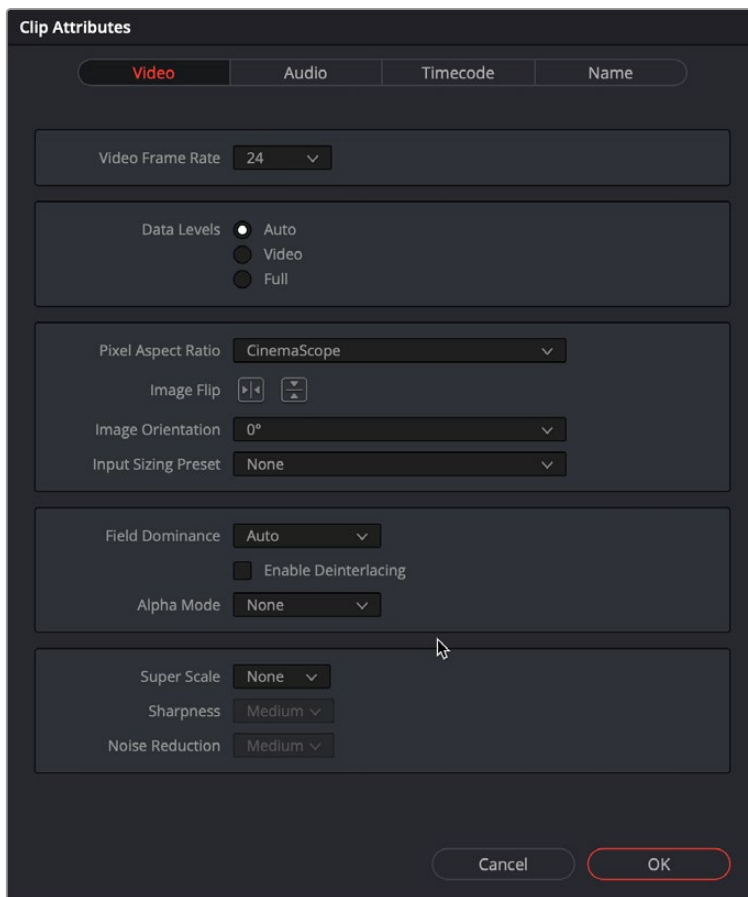 Clip Attributes
Video Audio Timecode Name
Video Frame Rate 24
Data Levels Auto
Video
Full
Pixel Aspect Ratio CinemaScope
Image Flip
Image Orientation 0°
Input Sizing Preset None
Field Dominance Auto
Enable Deinterlacing
Alpha Mode None
Super Scale None
Sharpness Medium
Noise Reduction Medium
Cancel OK